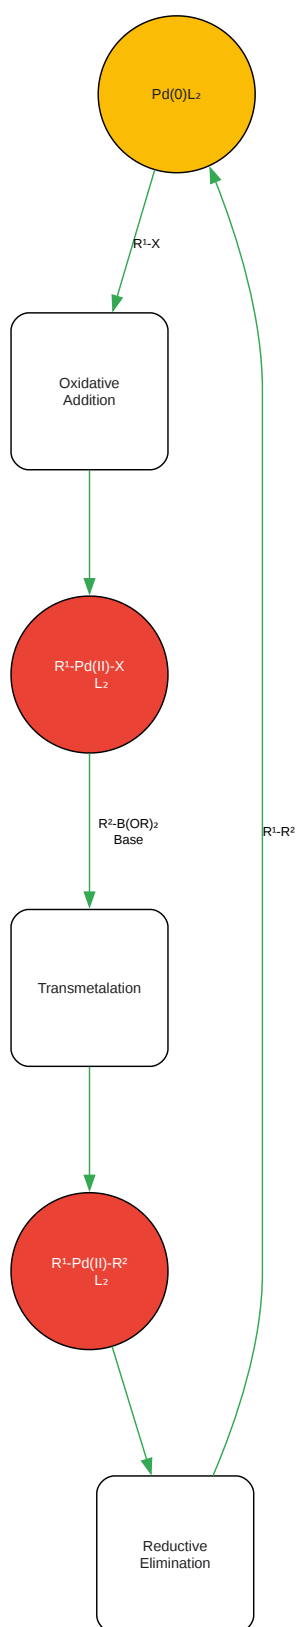 Pd(0)L₂
R¹-X
Oxidative
Addition
R¹-Pd(II)-X
L₂
R²-B(OR)₂
Base
R¹-R²
Transmetalation
R¹-Pd(II)-R²
L₂
Reductive
Elimination